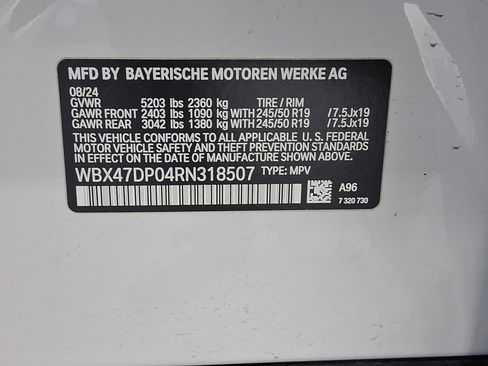 MFD BY BAYERISCHE MOTOREN WERKE AG
08/24
GVWR 5203 lbs 2360 kg TIRE / RIM
GAWR FRONT 2403 lbs 1090 kg WITH 245/50 R19 /7.5Jx19
GAWR REAR 3042 lbs 1380 kg WITH 245/50 R19 /7.5Jx19
THIS VEHICLE CONFORMS TO ALL APPLICABLE U. S. FEDERAL
MOTOR VEHICLE SAFETY, BUMPER, AND THEFT PREVENTION
STANDARDS IN EFFECT ON THE DATE OF MANUFACTURE SHOWN ABOVE.
WBX47DP04RN318507 TYPE: MPV
A96
7 320 730